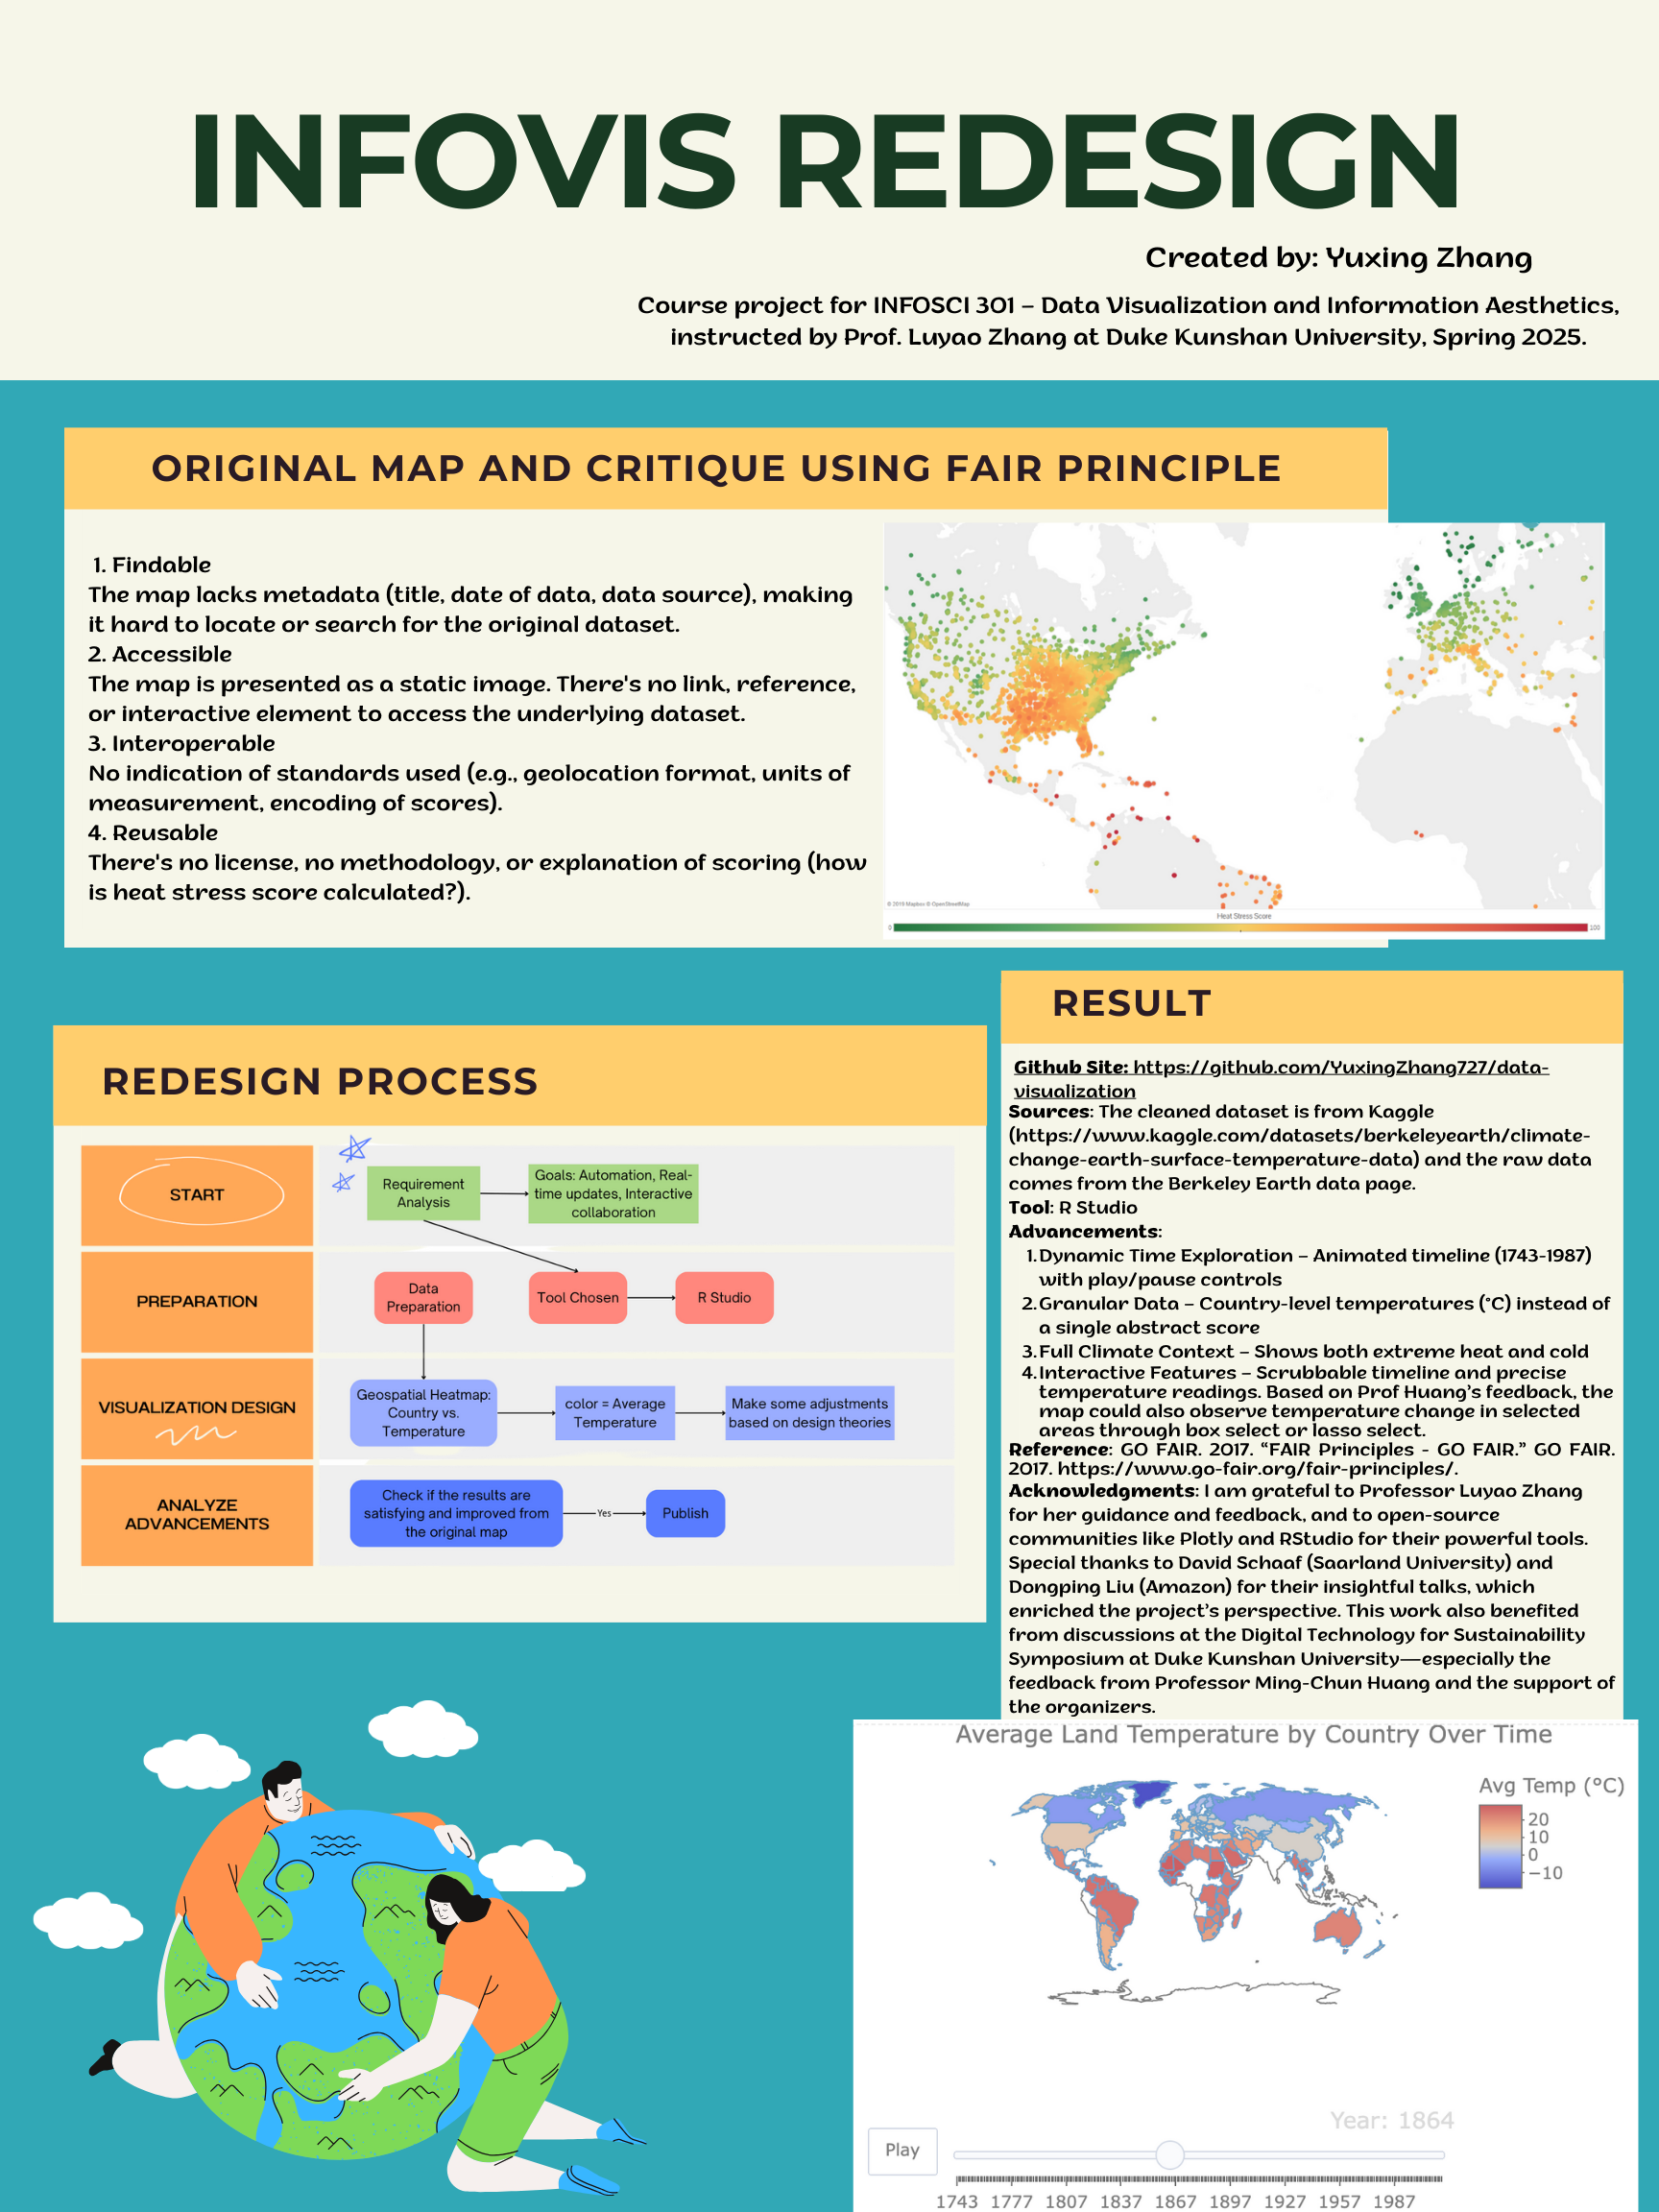 INFOVIS REDESIGN
Created by: Yuxing Zhang
Course project for INFOSCI 301 – Data Visualization and Information Aesthetics,
instructed by Prof. Luyao Zhang at Duke Kunshan University, Spring 2025.
ORIGINAL MAP AND CRITIQUE USING FAIR PRINCIPLE
1. Findable
The map lacks metadata (title, date of data, data source), making
it hard to locate or search for the original dataset.
2. Accessible
The map is presented as a static image. There's no link, reference,
or interactive element to access the underlying dataset.
3. Interoperable
No indication of standards used (e.g., geolocation format, units of
measurement, encoding of scores).
4. Reusable
There's no license, no methodology, or explanation of scoring (how
is heat stress score calculated?).
© 2019 Mapbox © OpenStreetMap
Heat Stress Score
0
100
REDESIGN PROCESS
START
Requirement
Analysis
Goals: Automation, Real-
time updates, Interactive
collaboration
PREPARATION
Data
Preparation
Tool Chosen
R Studio
VISUALIZATION DESIGN
Geospatial Heatmap:
Country vs.
Temperature
color = Average
Temperature
Make some adjustments
based on design theories
ANALYZE
ADVANCEMENTS
Check if the results are
satisfying and improved from
the original map
Yes
Publish
RESULT
Github Site: https://github.com/YuxingZhang727/data-
visualization
Sources: The cleaned dataset is from Kaggle
(https://www.kaggle.com/datasets/berkeleyearth/climate-
change-earth-surface-temperature-data) and the raw data
comes from the Berkeley Earth data page.
Tool: R Studio
Advancements:
1. Dynamic Time Exploration – Animated timeline (1743-1987)
with play/pause controls
2. Granular Data – Country-level temperatures (°C) instead of
a single abstract score
3. Full Climate Context – Shows both extreme heat and cold
4. Interactive Features – Scrubbable timeline and precise
temperature readings. Based on Prof Huang's feedback, the
map could also observe temperature change in selected
areas through box select or lasso select.
Reference: GO FAIR. 2017. “FAIR Principles - GO FAIR.” GO FAIR.
2017. https://www.go-fair.org/fair-principles/.
Acknowledgments: I am grateful to Professor Luyao Zhang
for her guidance and feedback, and to open-source
communities like Plotly and RStudio for their powerful tools.
Special thanks to David Schaaf (Saarland University) and
Dongping Liu (Amazon) for their insightful talks, which
enriched the project's perspective. This work also benefited
from discussions at the Digital Technology for Sustainability
Symposium at Duke Kunshan University—especially the
feedback from Professor Ming-Chun Huang and the support of
the organizers.
Average Land Temperature by Country Over Time
Avg Temp (°C)
20
10
0
−10
Year: 1864
Play
1743 1777 1807 1837 1867 1897 1927 1957 1987